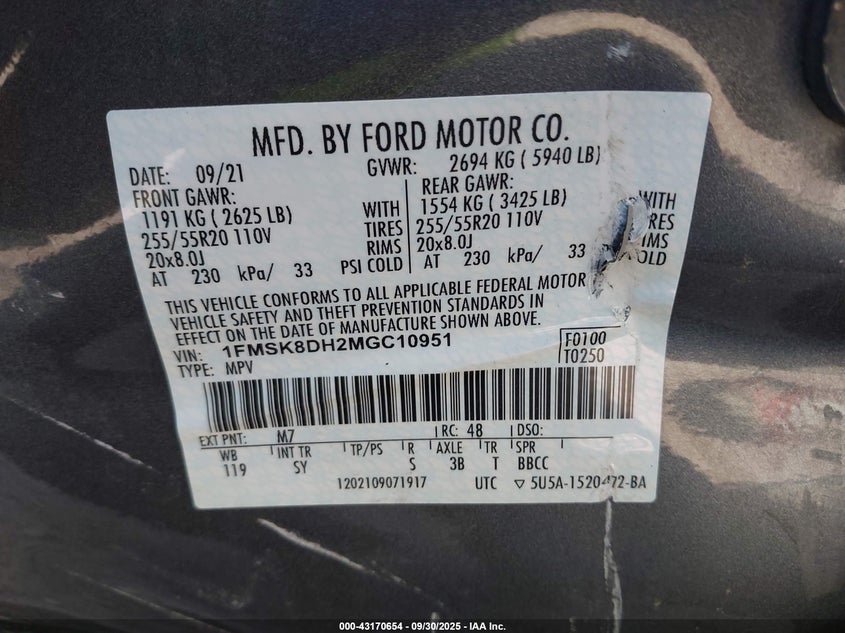 MFD. BY FORD MOTOR CO.
DATE: 09/21 GVWR: 2694 KG ( 5940 LB)
FRONT GAWR: REAR GAWR:
1191 KG ( 2625 LB) WITH 1554 KG ( 3425 LB) WITH
255/55R20 110V TIRES 255/55R20 110V RES
20x8.0J RIMS 20x8.0J RIMS
AT 230 kPa/ 33 PSI COLD AT 230 kPa/ 33 OLD
THIS VEHICLE CONFORMS TO ALL APPLICABLE FEDERAL MOTOR
VEHICLE SAFETY AND THEFT PREVENTION STANDARDS IN
EFFECT ON THE DATE OF MANUFACTURE SHOWN ABOVE.
VIN: 1FMSK8DH2MGC10951 F0100
TYPE: MPV T0250
EXT PNT: M7 RC: 48 DSO:
WB INT TR TP/PS R AXLE TR SPR
119 SY S 3B T BBCC
1202109071917 UTC ▽ 5U5A-1520472-BA
000-43170654 - 09/30/2025 - IAA Inc.